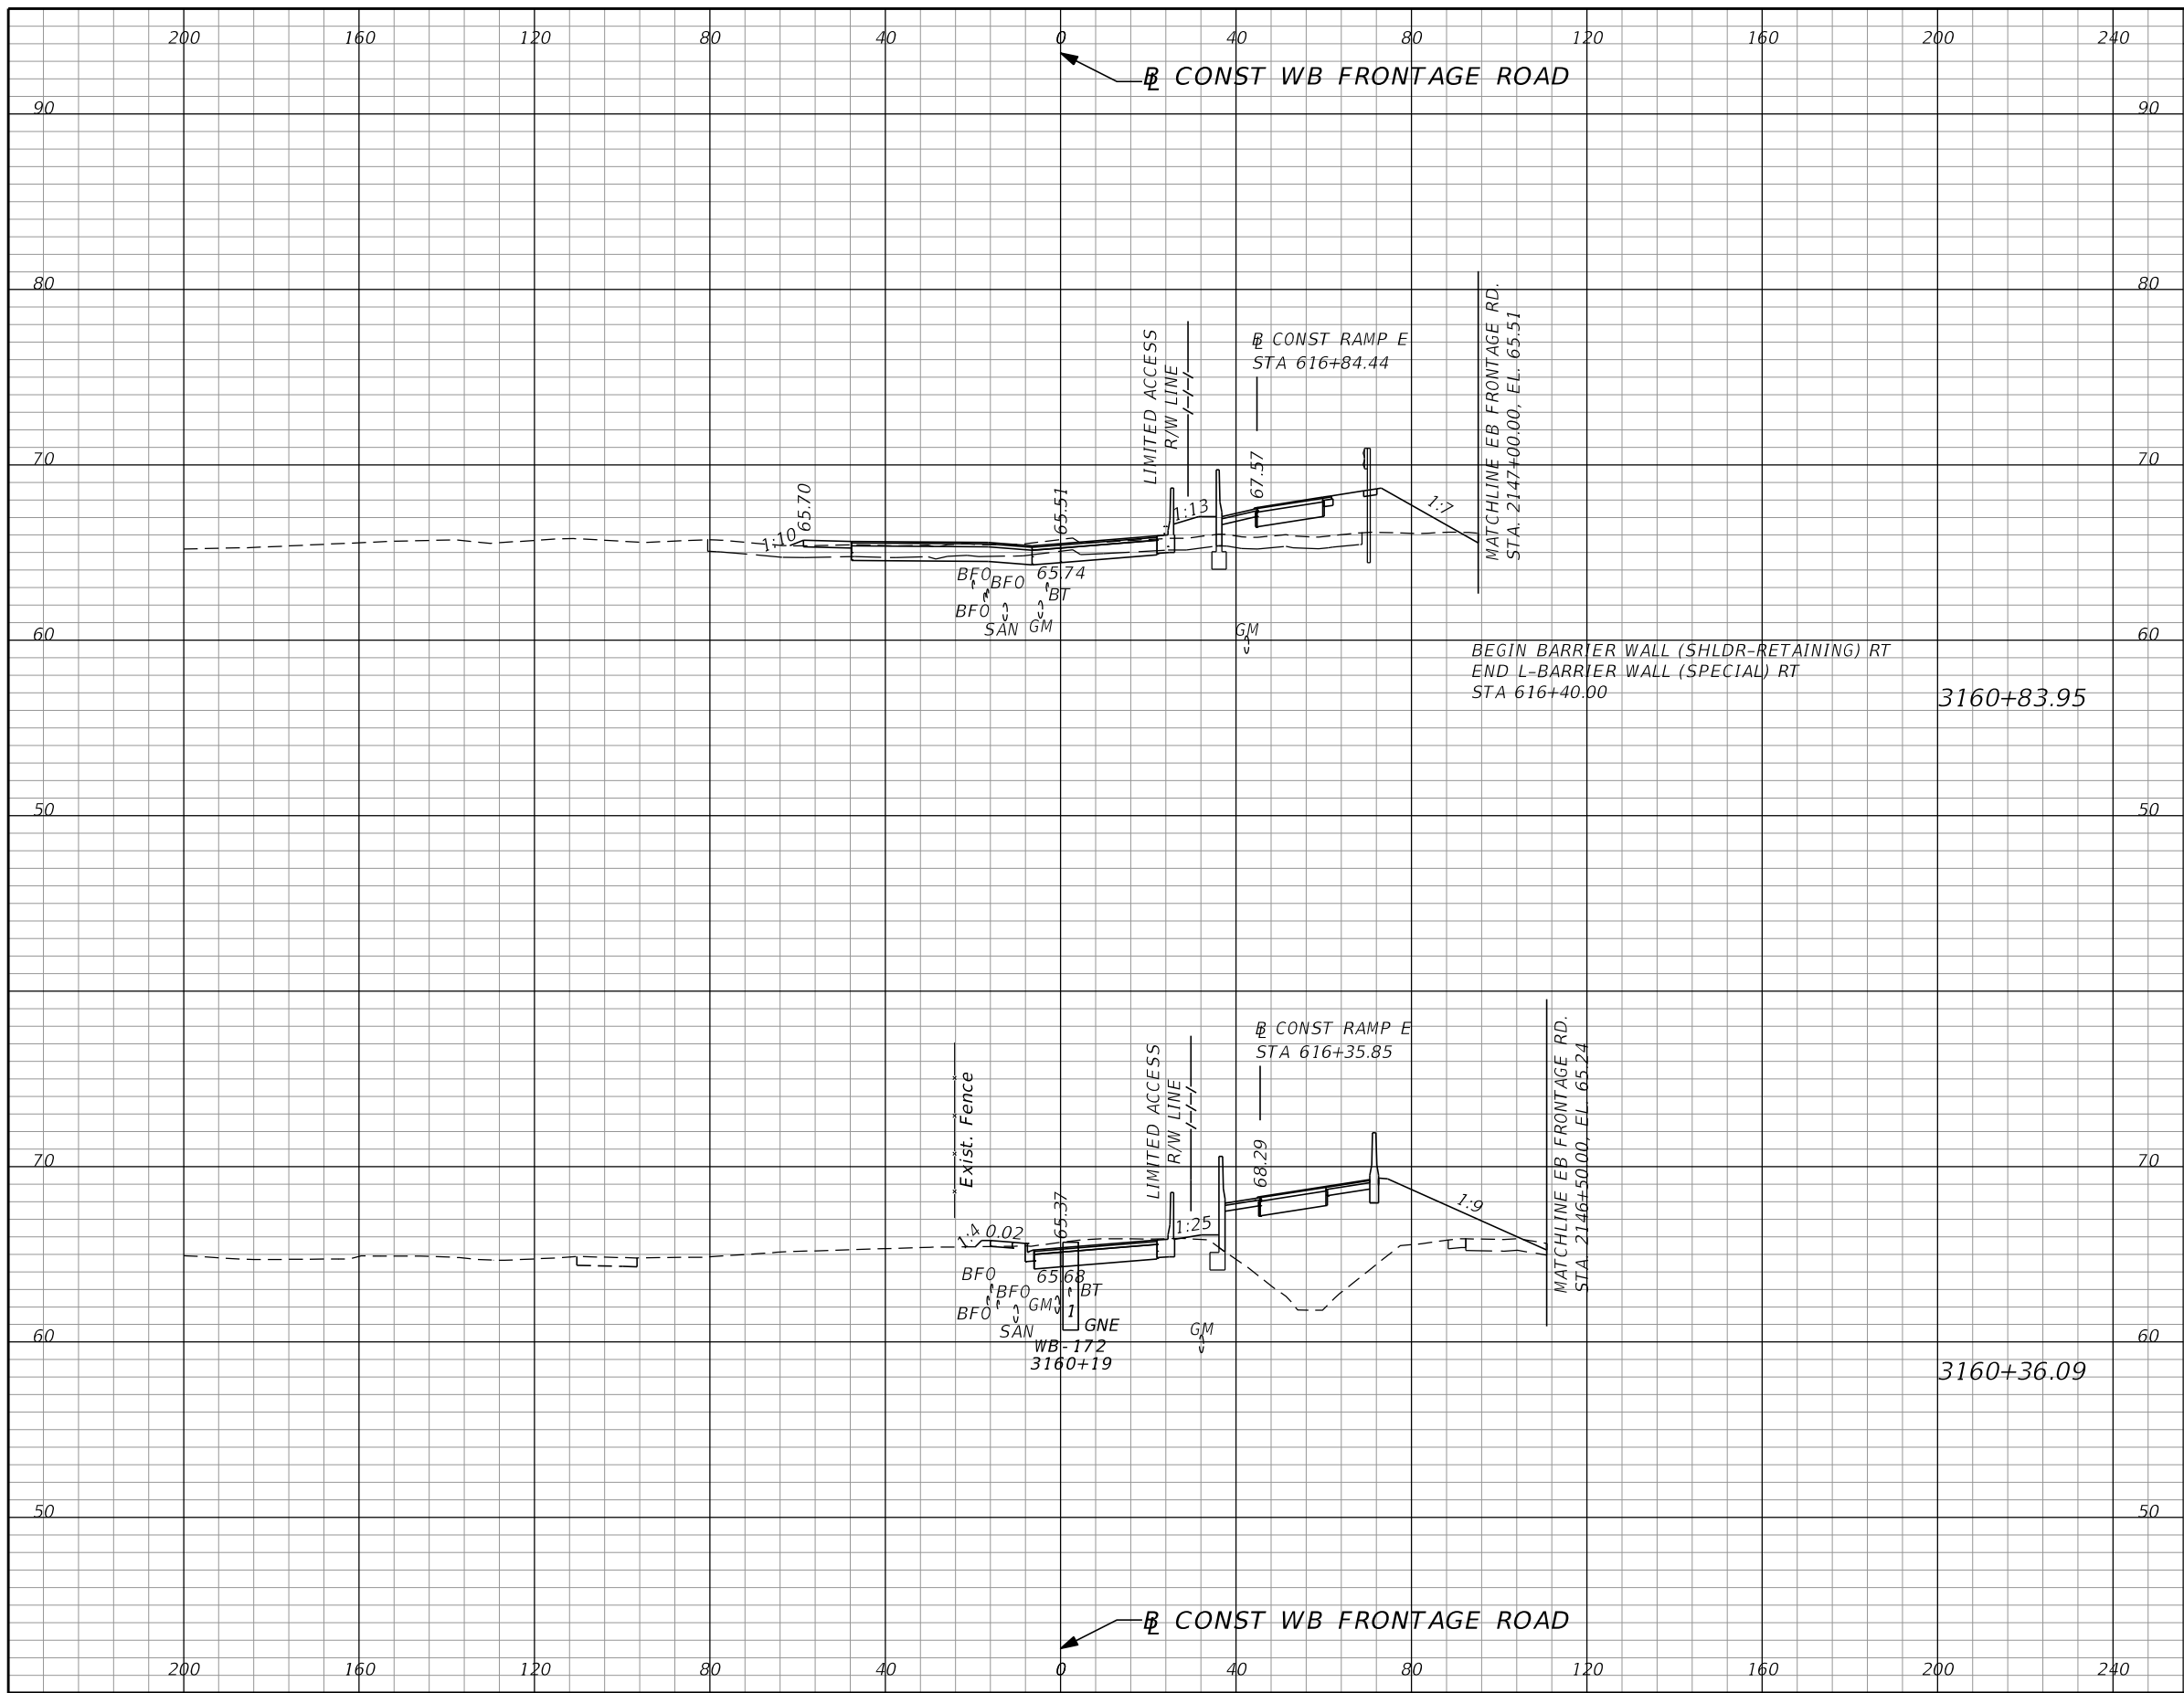 200 160 120 80 40 0 40 80 120 160 200 240
BL CONST WB FRONTAGE ROAD
90 90
80 80
LIMITED ACCESS
R/W LINE
BL CONST RAMP E
STA 616+84.44
MATCHLINE EB FRONTAGE RD.
STA. 2147+00.00, EL. 65.51
70 70
65.70
65.51
67.57
1:10
1:13
1:7
BFO
BFO
BFO
65.74
BT
SAN
GM
GM
60 60
BEGIN BARRIER WALL (SHLDR-RETAINING) RT
END L-BARRIER WALL (SPECIAL) RT
STA 616+40.00
3160+83.95
50 50
Exist. Fence
LIMITED ACCESS
R/W LINE
BL CONST RAMP E
STA 616+35.85
MATCHLINE EB FRONTAGE RD.
STA. 2146+50.00, EL. 65.24
70 70
65.37
68.29
1:4
0.02
1:25
1:9
BFO
BFO
BFO
65.68
BT
GM
1
SAN
GNE
GM
WB-172
3160+19
60 60
3160+36.09
50 50
BL CONST WB FRONTAGE ROAD
200 160 120 80 40 0 40 80 120 160 200 240